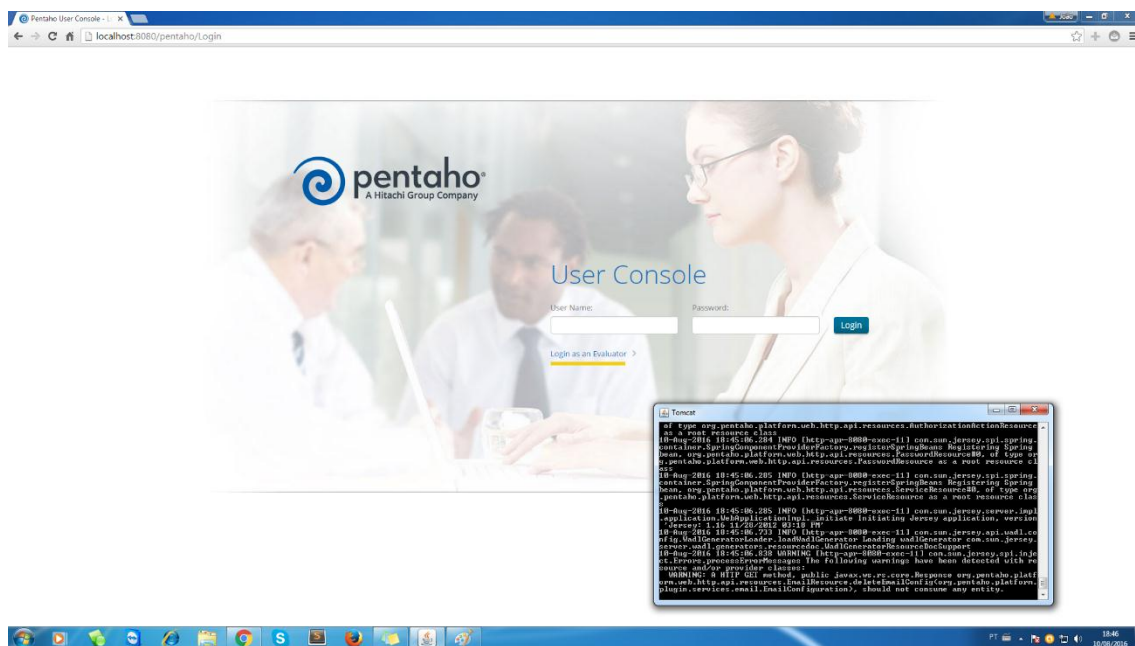 Pentaho User Console - L
João
localhost:8080/pentaho/Login
pentaho®
A Hitachi Group Company
User Console
User Name:
Password:
Login
Login as an Evaluator >
Tomcat
of type org.pentaho.platform.web.http.api.resources.AuthorizationActionResource
as a root resource class
10-Aug-2016 18:45:06.284 INFO [http-apr-8080-exec-11] com.sun.jersey.spi.spring.
container.SpringComponentProviderFactory.registerSpringBeans Registering Spring
bean, org.pentaho.platform.web.http.api.resources.PasswordResource#0, of type or
g.pentaho.platform.web.http.api.resources.PasswordResource as a root resource cl
ass
10-Aug-2016 18:45:06.285 INFO [http-apr-8080-exec-11] com.sun.jersey.spi.spring.
container.SpringComponentProviderFactory.registerSpringBeans Registering Spring
bean, org.pentaho.platform.web.http.api.resources.ServiceResource#0, of type org
.pentaho.platform.web.http.api.resources.ServiceResource as a root resource clas
s
10-Aug-2016 18:45:06.285 INFO [http-apr-8080-exec-11] com.sun.jersey.server.impl
.application.WebApplicationImpl._initiate Initiating Jersey application, version
'Jersey: 1.16 11/28/2012 03:18 PM'
10-Aug-2016 18:45:06.733 INFO [http-apr-8080-exec-11] com.sun.jersey.api.wadl.co
nfig.WadlGeneratorLoader.loadWadlGenerator Loading wadlGenerator com.sun.jersey.
server.wadl.generators.resourcedoc.WadlGeneratorResourceDocSupport
10-Aug-2016 18:45:06.838 WARNING [http-apr-8080-exec-11] com.sun.jersey.spi.inje
ct.Errors.processErrorMessages The following warnings have been detected with re
source and/or provider classes:
WARNING: A HTTP GET method, public javax.ws.rs.core.Response org.pentaho.platf
orm.web.http.api.resources.EmailResource.deleteEmailConfig(org.pentaho.platform.
plugin.services.email.EmailConfiguration), should not consume any entity.
PT
18:46
10/08/2016